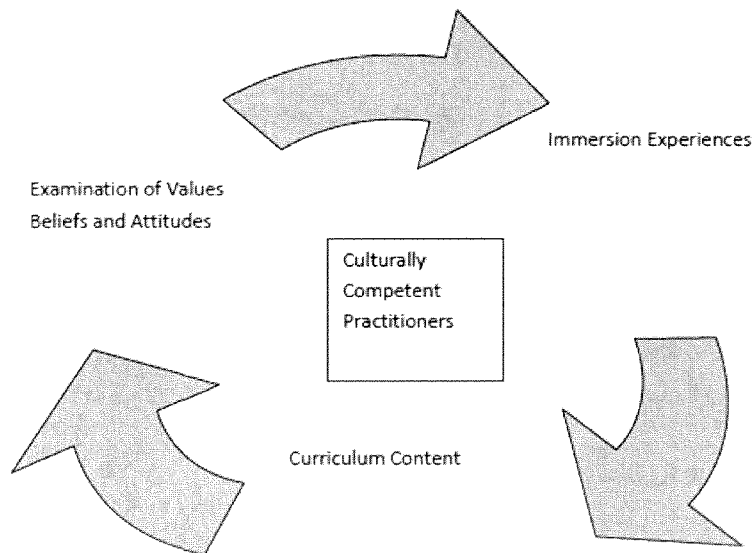 Immersion Experiences
Examination of Values
Beliefs and Attitudes
Culturally
Competent
Practitioners
Curriculum Content